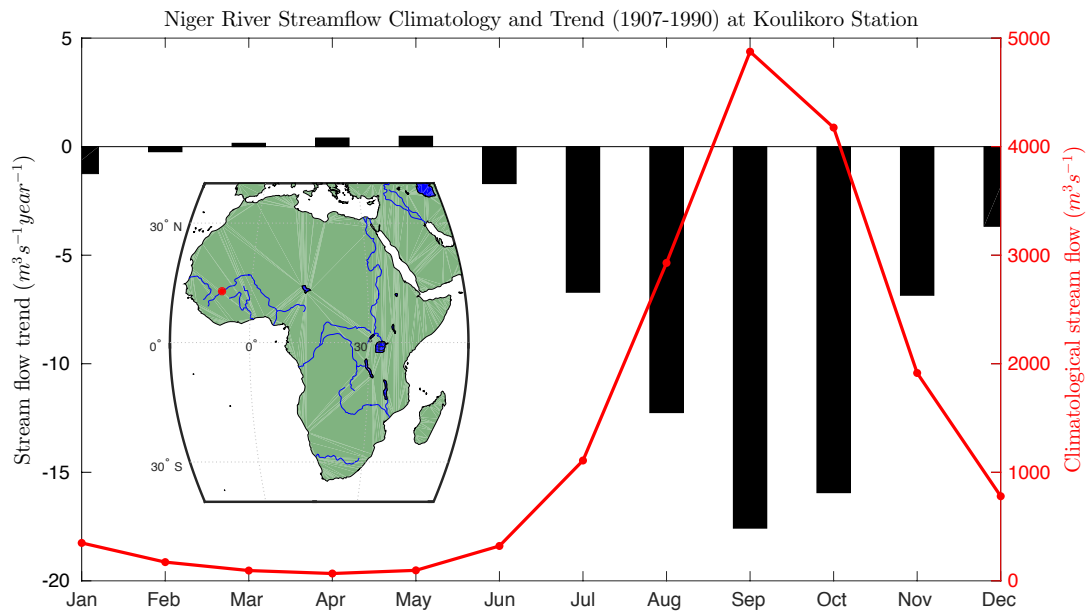 Niger River Streamflow Climatology and Trend (1907-1990) at Koulikoro Station
Stream flow trend (m³s⁻¹year⁻¹)
5
0
-5
-10
-15
-20
30° N
0°
30° S
0°
30°
Jan Feb Mar Apr May Jun Jul Aug Sep Oct Nov Dec
5000
4000
3000
2000
1000
0
Climatological stream flow (m³s⁻¹)